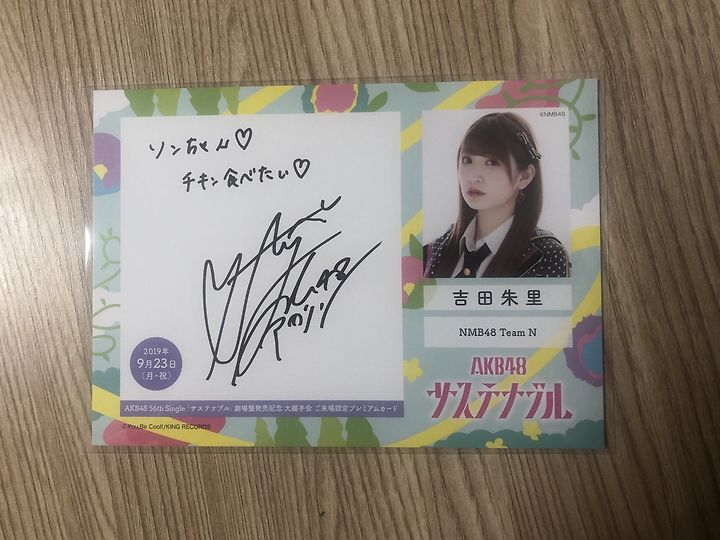 ソンちゃん♡
チキン食べたい♡
2019年
9月23日
(月・祝)
AKB48 56th Single「サステナブル」劇場盤発売記念 大握手会 ご来場認定プレミアムカード
©You,Be Cool!/KING RECORDS
©NMB48
吉田朱里
NMB48 Team N
AKB48
サステナブル